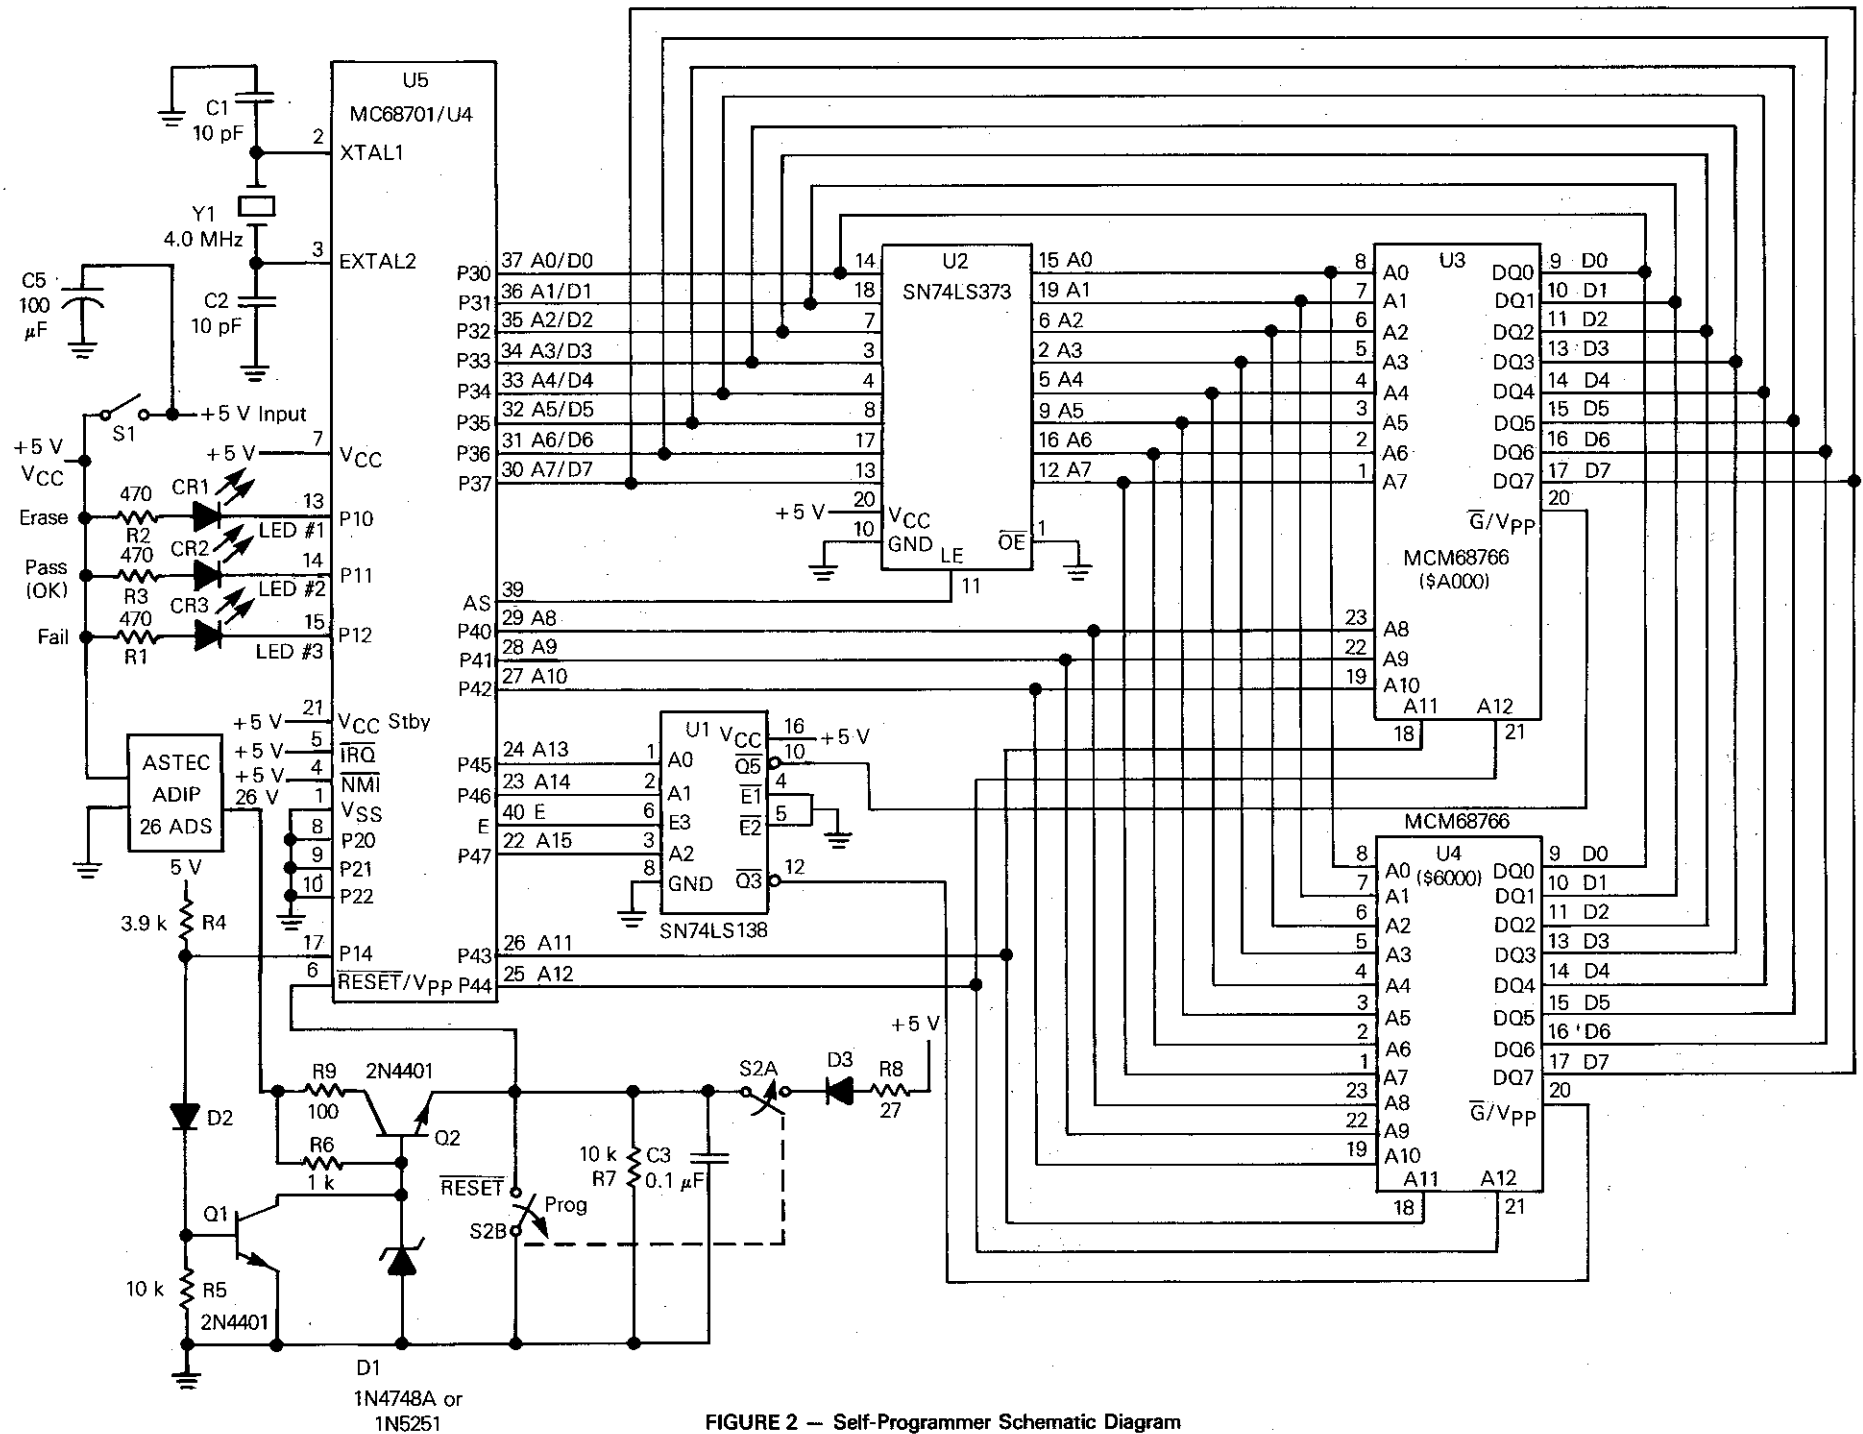 U5
MC68701/U4
C1
10 pF
2
XTAL1
Y1
4.0 MHz
3
EXTAL2
C2
10 pF
C5
100
μF
S1
+5 V Input
+5 V
VCC
+5 V
7
VCC
Erase
470
R2
CR1
13
LED #1
P10
Pass
(OK)
470
R3
CR2
14
LED #2
P11
Fail
470
R1
CR3
15
LED #3
P12
+5 V
21
VCC Stby
+5 V
5
IRQ
+5 V
4
NMI
26 V
1
VSS
8
P20
9
P21
10
P22
17
P14
6
RESET/VPP
ASTEC
ADIP
26 ADS
5 V
3.9 k
R4
P30
37 A0/D0
P31
36 A1/D1
P32
35 A2/D2
P33
34 A3/D3
P34
33 A4/D4
P35
32 A5/D5
P36
31 A6/D6
P37
30 A7/D7
AS
39
P40
29 A8
P41
28 A9
P42
27 A10
P45
24 A13
P46
23 A14
E
40 E
P47
22 A15
P43
26 A11
P44
25 A12
U2
SN74LS373
14
18
7
3
4
8
17
13
+5 V
20
VCC
10
GND
LE
11
OE
1
15 A0
19 A1
6 A2
2 A3
5 A4
9 A5
16 A6
12 A7
U1
1
A0
2
A1
6
E3
3
A2
8
GND
VCC
16
+5 V
Q5
10
E1
4
E2
5
Q3
12
SN74LS138
U3
8
A0
7
A1
6
A2
5
A3
4
A4
3
A5
2
A6
1
A7
DQ0
9 D0
DQ1
10 D1
DQ2
11 D2
DQ3
13 D3
DQ4
14 D4
DQ5
15 D5
DQ6
16 D6
DQ7
17 D7
20
G/VPP
MCM68766
($A000)
23
A8
22
A9
19
A10
A11
A12
18
21
MCM68766
U4
($6000)
8
A0
7
A1
6
A2
5
A3
4
A4
3
A5
2
A6
1
A7
23
A8
22
A9
19
A10
DQ0
9 D0
DQ1
10 D1
DQ2
11 D2
DQ3
13 D3
DQ4
14 D4
DQ5
15 D5
DQ6
16 D6
DQ7
17 D7
20
G/VPP
A11
A12
18
21
D2
R9
100
2N4401
Q2
R6
1 k
Q1
10 k
R5
2N4401
RESET
Prog
S2B
10 k
R7
C3
0.1 μF
S2A
D3
R8
27
+5 V
D1
1N4748A or
1N5251
FIGURE 2 — Self-Programmer Schematic Diagram